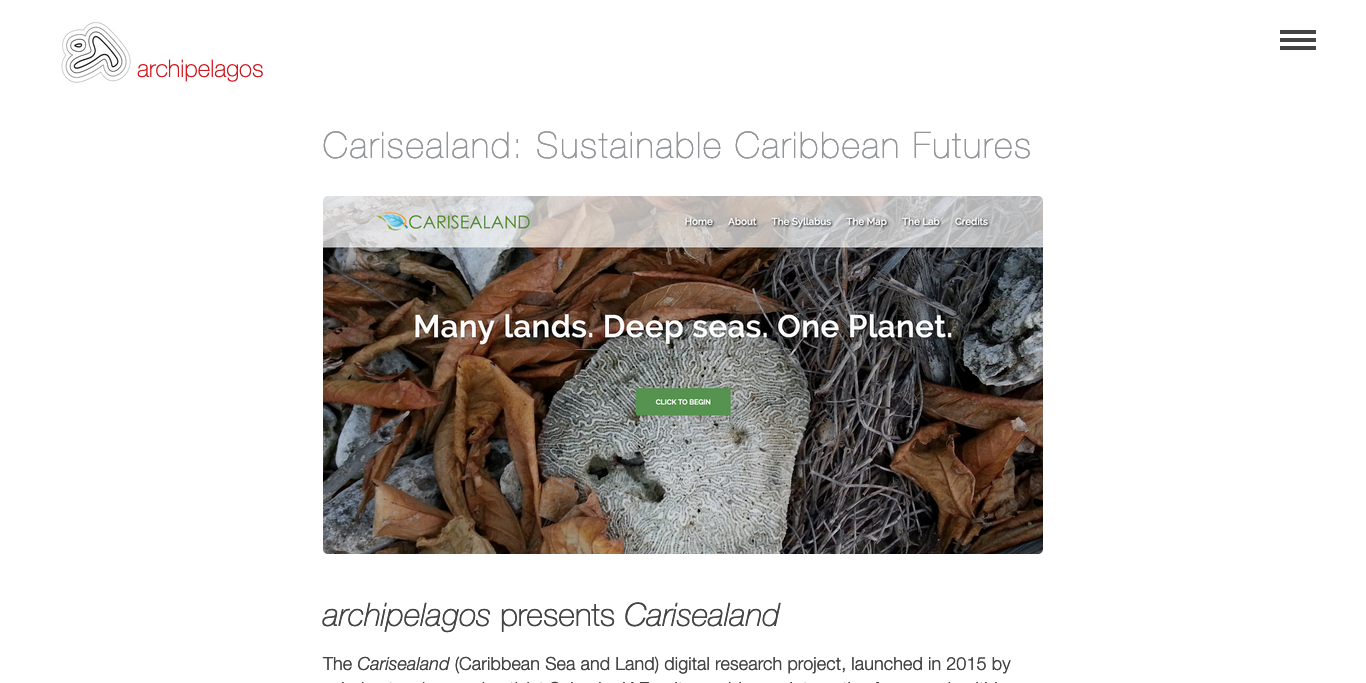 archipelagos
Carisealand: Sustainable Caribbean Futures
CARISEALAND
Home About The Syllabus The Map The Lab Credits
Many lands. Deep seas. One Planet.
CLICK TO BEGIN
archipelagos presents Carisealand
The Carisealand (Caribbean Sea and Land) digital research project, launched in 2015 by